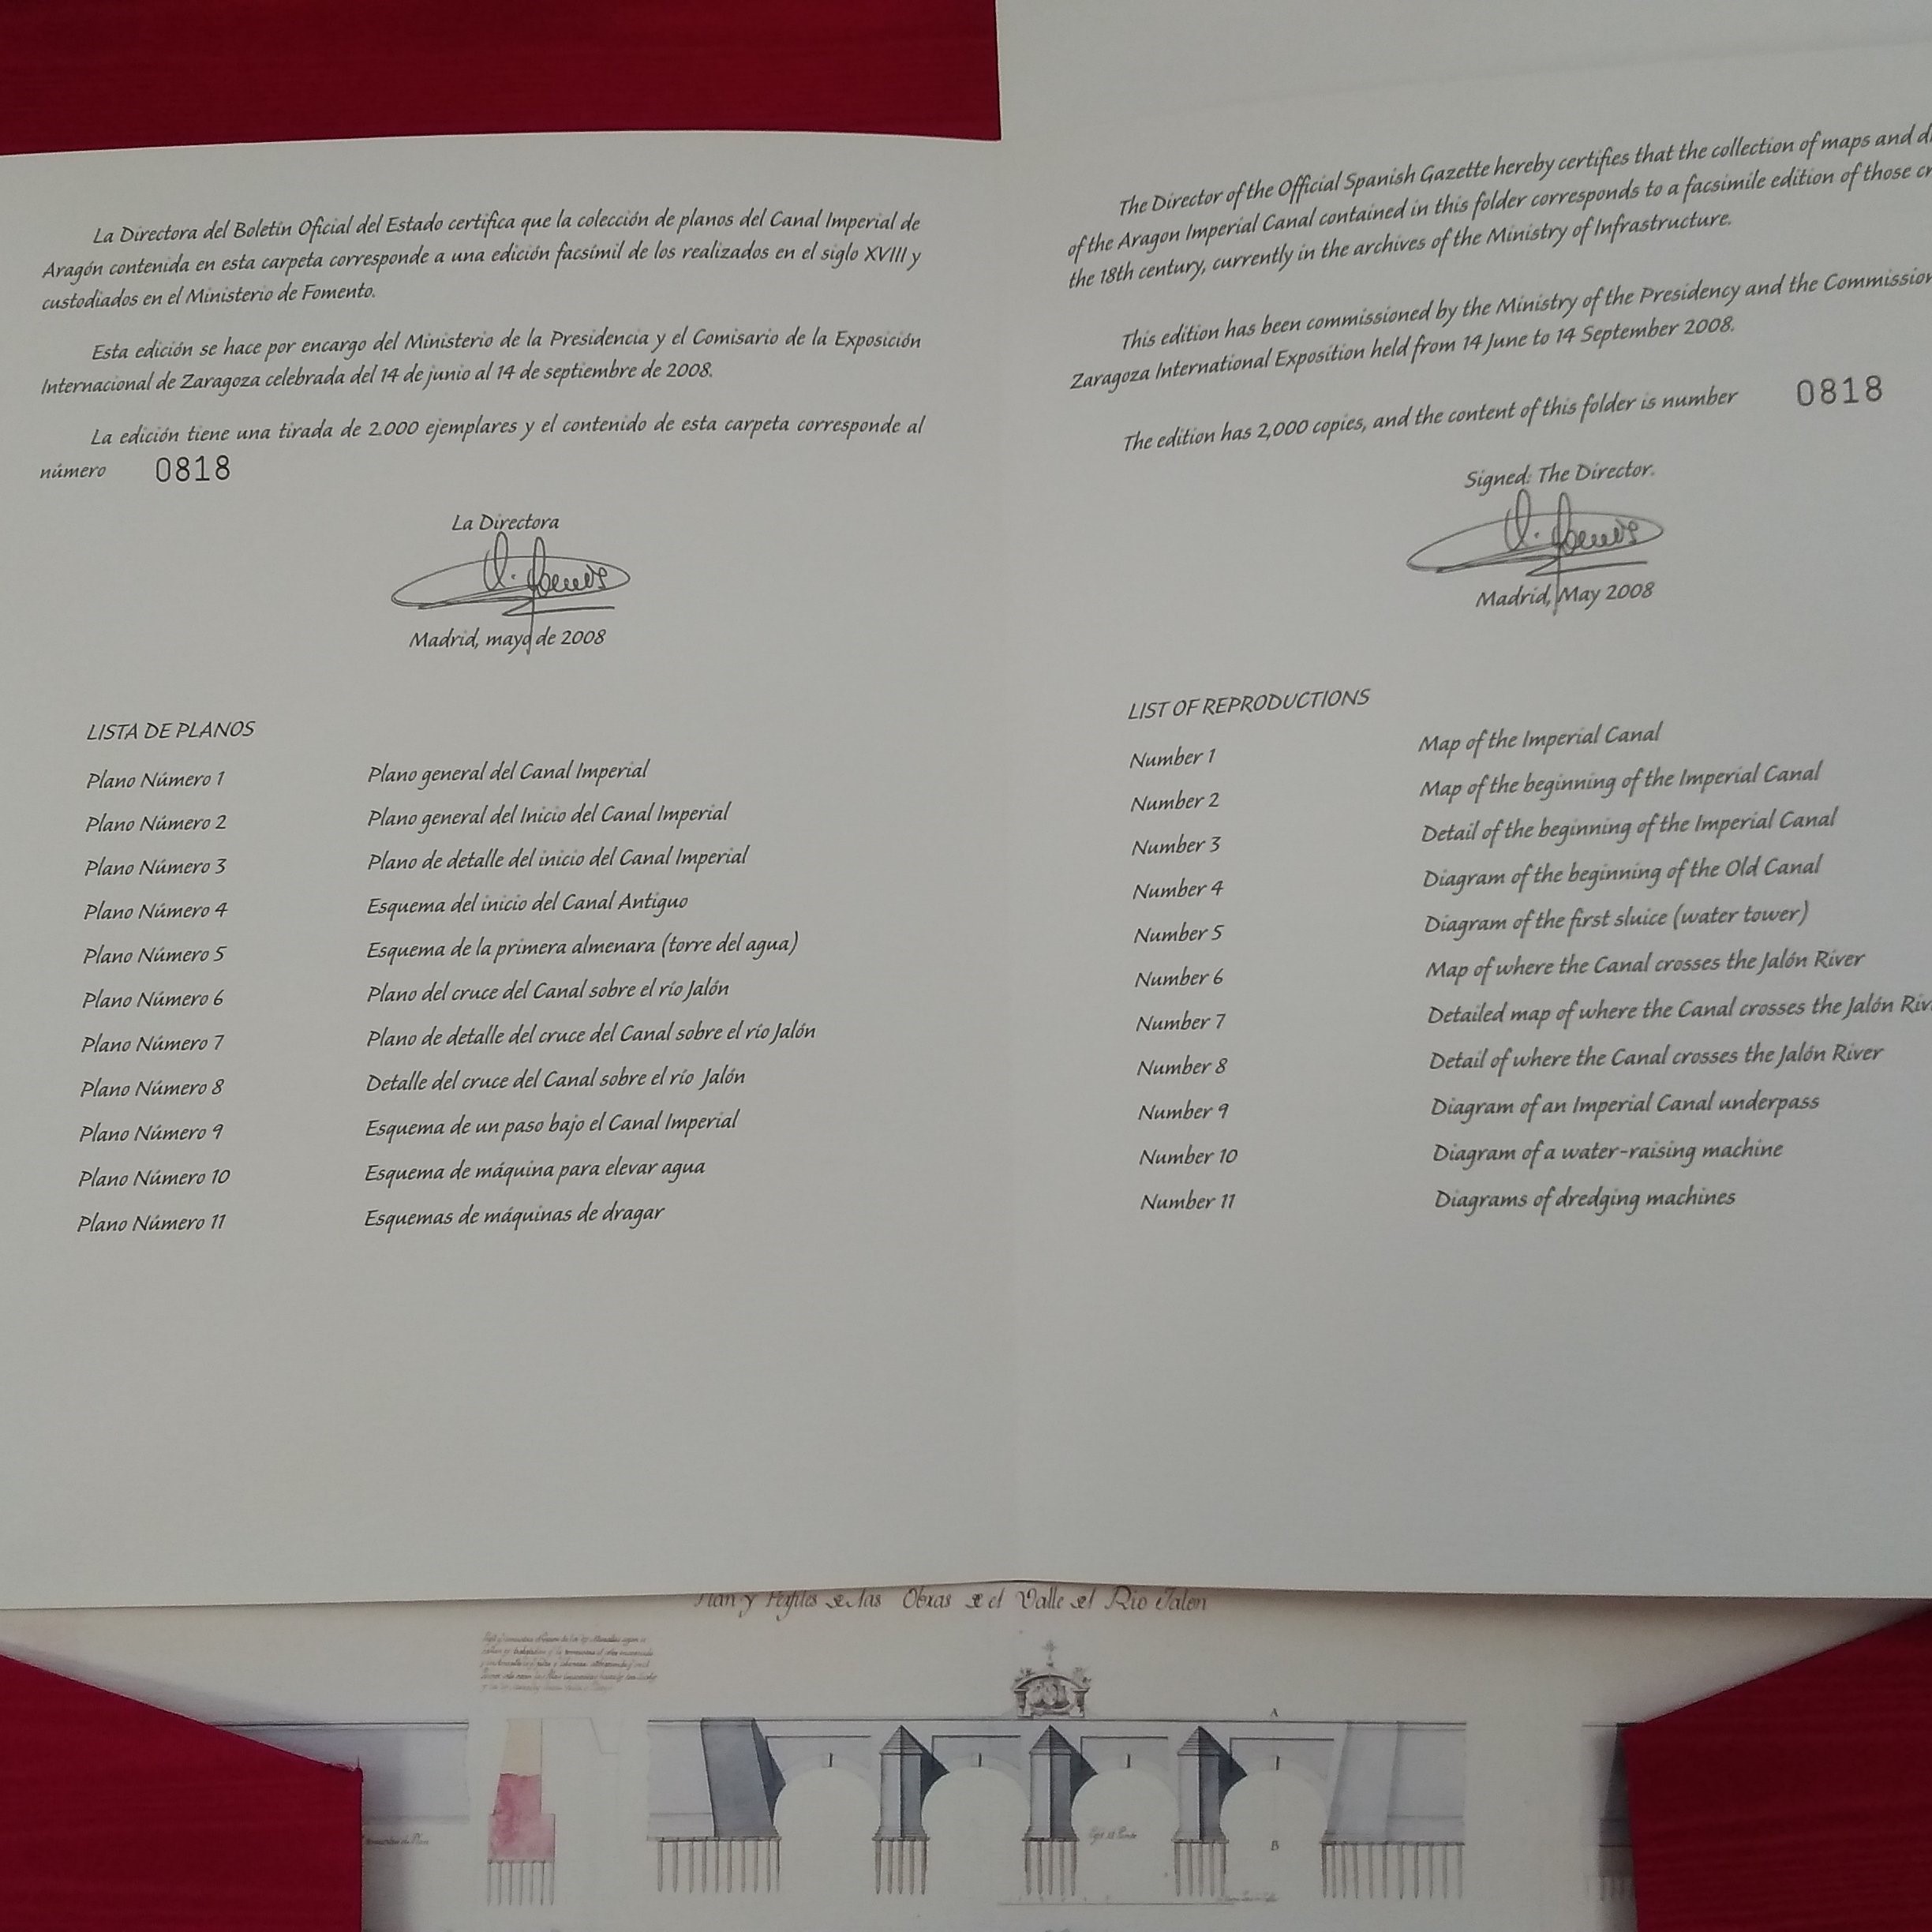 La Directora del Boletín Oficial del Estado certifica que la colección de planos del Canal Imperial de
Aragón contenida en esta carpeta corresponde a una edición facsímil de los realizados en el siglo XVIII y
custodiados en el Ministerio de Fomento.
Esta edición se hace por encargo del Ministerio de la Presidencia y el Comisario de la Exposición
Internacional de Zaragoza celebrada del 14 de junio al 14 de septiembre de 2008.
La edición tiene una tirada de 2.000 ejemplares y el contenido de esta carpeta corresponde al
número 0818
La Directora
Madrid, mayo de 2008
LISTA DE PLANOS
Plano Número 1 Plano general del Canal Imperial
Plano Número 2 Plano general del Inicio del Canal Imperial
Plano Número 3 Plano de detalle del inicio del Canal Imperial
Plano Número 4 Esquema del inicio del Canal Antiguo
Plano Número 5 Esquema de la primera almenara (torre del agua)
Plano Número 6 Plano del cruce del Canal sobre el río Jalón
Plano Número 7 Plano de detalle del cruce del Canal sobre el río Jalón
Plano Número 8 Detalle del cruce del Canal sobre el río Jalón
Plano Número 9 Esquema de un paso bajo el Canal Imperial
Plano Número 10 Esquema de máquina para elevar agua
Plano Número 11 Esquemas de máquinas de dragar
The Director of the Official Spanish Gazette hereby certifies that the collection of maps and
of the Aragon Imperial Canal contained in this folder corresponds to a facsimile edition of those
the 18th century, currently in the archives of the Ministry of Infrastructure.
This edition has been commissioned by the Ministry of the Presidency and the
Zaragoza International Exposition held from 14 June to 14 September 2008.
The edition has 2,000 copies, and the content of this folder is number 0818
Signed: The Director.
Madrid, May 2008
LIST OF REPRODUCTIONS
Number 1 Map of the Imperial Canal
Number 2 Map of the beginning of the Imperial Canal
Number 3 Detail of the beginning of the Imperial Canal
Number 4 Diagram of the beginning of the Old Canal
Number 5 Diagram of the first sluice (water tower)
Number 6 Map of where the Canal crosses the Jalón River
Number 7 Detailed map of where the Canal crosses the Jalón
Number 8 Detail of where the Canal crosses the Jalón River
Number 9 Diagram of an Imperial Canal underpass
Number 10 Diagram of a water-raising machine
Number 11 Diagrams of dredging machines
Plan y Perfiles de las Obras de el Valle del Rio Jalon
A
B